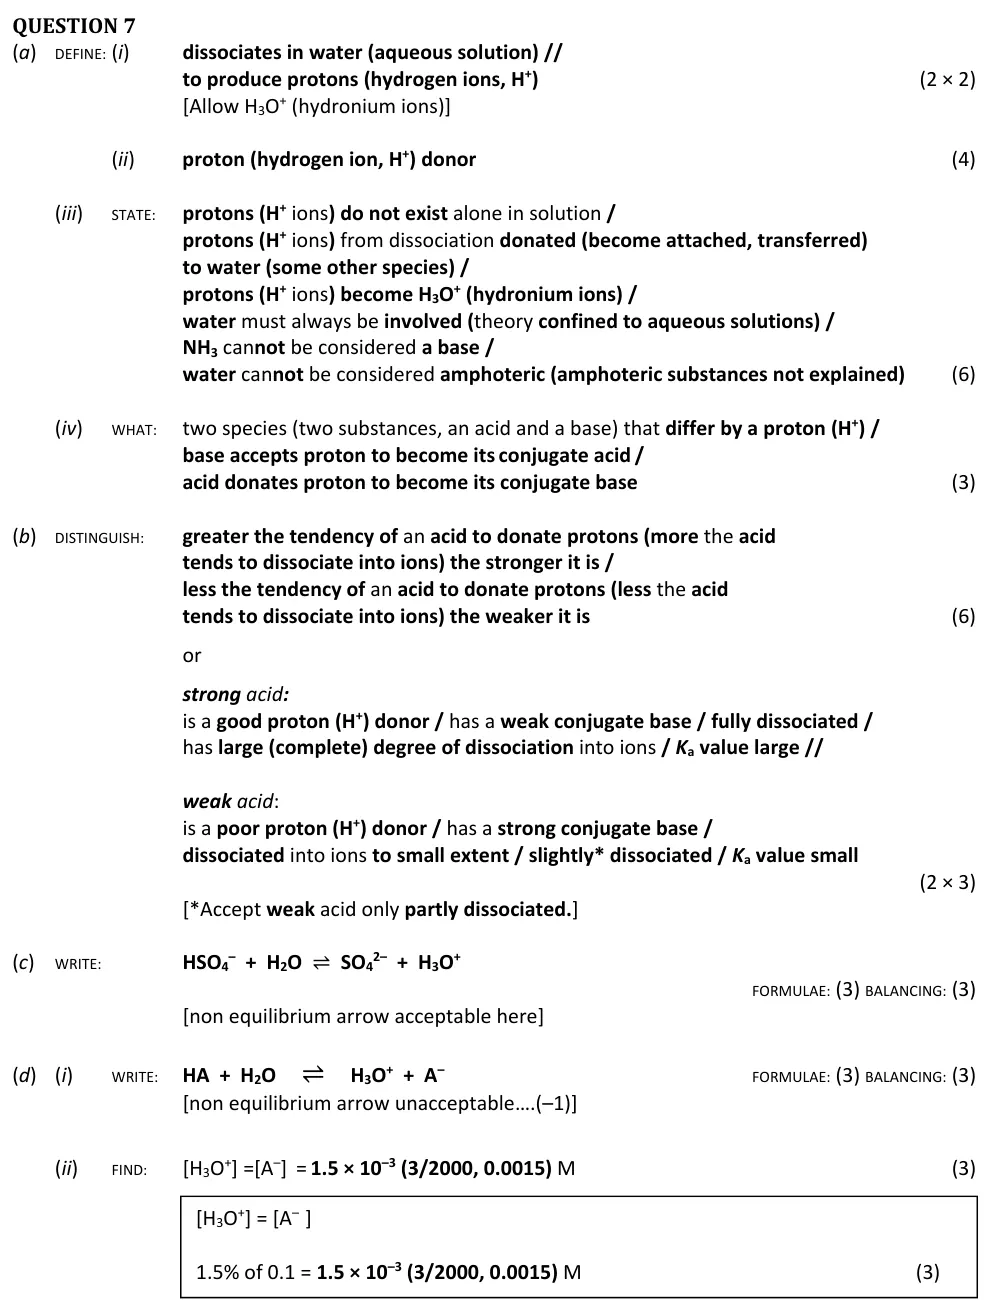 QUESTION 7
(a) DEFINE: (i) dissociates in water (aqueous solution) //
to produce protons (hydrogen ions, H⁺) (2 × 2)
[Allow H₃O⁺ (hydronium ions)]
(ii) proton (hydrogen ion, H⁺) donor (4)
(iii) STATE: protons (H⁺ ions) do not exist alone in solution /
protons (H⁺ ions) from dissociation donated (become attached, transferred)
to water (some other species) /
protons (H⁺ ions) become H₃O⁺ (hydronium ions) /
water must always be involved (theory confined to aqueous solutions) /
NH₃ cannot be considered a base /
water cannot be considered amphoteric (amphoteric substances not explained) (6)
(iv) WHAT: two species (two substances, an acid and a base) that differ by a proton (H⁺) /
base accepts proton to become its conjugate acid /
acid donates proton to become its conjugate base (3)
(b) DISTINGUISH: greater the tendency of an acid to donate protons (more the acid
tends to dissociate into ions) the stronger it is /
less the tendency of an acid to donate protons (less the acid
tends to dissociate into ions) the weaker it is (6)
or
strong acid:
is a good proton (H⁺) donor / has a weak conjugate base / fully dissociated /
has large (complete) degree of dissociation into ions / Kₐ value large //
weak acid:
is a poor proton (H⁺) donor / has a strong conjugate base /
dissociated into ions to small extent / slightly* dissociated / Kₐ value small
(2 × 3)
[*Accept weak acid only partly dissociated.]
(c) WRITE: HSO₄⁻ + H₂O ⇌ SO₄²⁻ + H₃O⁺
FORMULAE: (3) BALANCING: (3)
[non equilibrium arrow acceptable here]
(d) (i) WRITE: HA + H₂O ⇌ H₃O⁺ + A⁻ FORMULAE: (3) BALANCING: (3)
[non equilibrium arrow unacceptable….(–1)]
(ii) FIND: [H₃O⁺] =[A⁻] = 1.5 × 10⁻³ (3/2000, 0.0015) M (3)
[H₃O⁺] = [A⁻ ]
1.5% of 0.1 = 1.5 × 10⁻³ (3/2000, 0.0015) M (3)